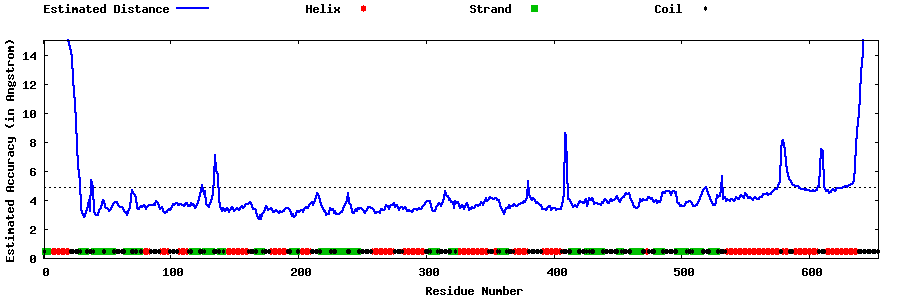 Estimated Distance Helix Strand Coil
Estimated Accuracy (in Angstrom)
14
12
10
8
6
4
2
0
0 100 200 300 400 500 600
Residue Number